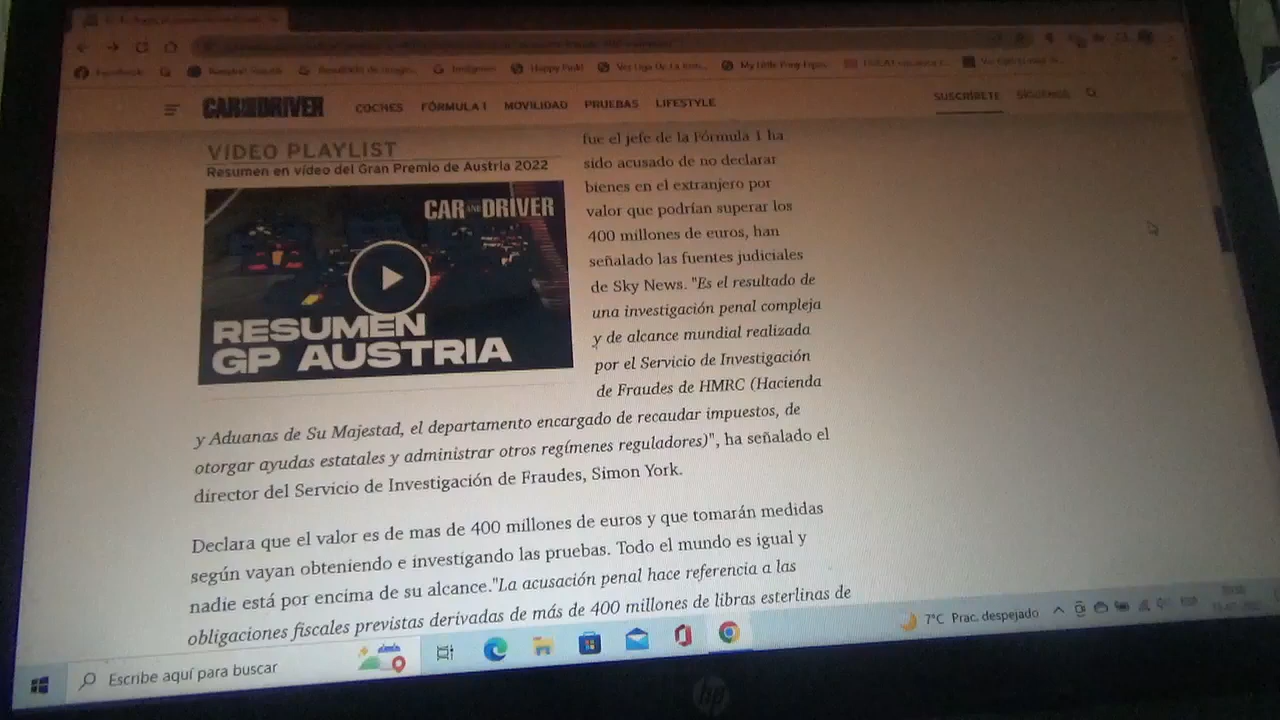 Facebook
Happy Pink!
CAR AND DRIVER
COCHES
FÓRMULA 1
MOVILIDAD
PRUEBAS
LIFESTYLE
SUSCRÍBETE
SÍGUENOS
VIDEO PLAYLIST
Resumen en vídeo del Gran Premio de Austria 2022
CAR AND DRIVER
RESUMEN
GP AUSTRIA
fue el jefe de la Fórmula 1 ha
sido acusado de no declarar
bienes en el extranjero por
valor que podrían superar los
400 millones de euros, han
señalado las fuentes judiciales
de Sky News. "Es el resultado de
una investigación penal compleja
y de alcance mundial realizada
por el Servicio de Investigación
de Fraudes de HMRC (Hacienda
y Aduanas de Su Majestad, el departamento encargado de recaudar impuestos, de
otorgar ayudas estatales y administrar otros regímenes reguladores)", ha señalado el
director del Servicio de Investigación de Fraudes, Simon York.
Declara que el valor es de mas de 400 millones de euros y que tomarán medidas
según vayan obteniendo e investigando las pruebas. Todo el mundo es igual y
nadie está por encima de su alcance."La acusación penal hace referencia a las
obligaciones fiscales previstas derivadas de más de 400 millones de libras esterlinas de
Escribe aquí para buscar
7°C Prac. despejado
hp